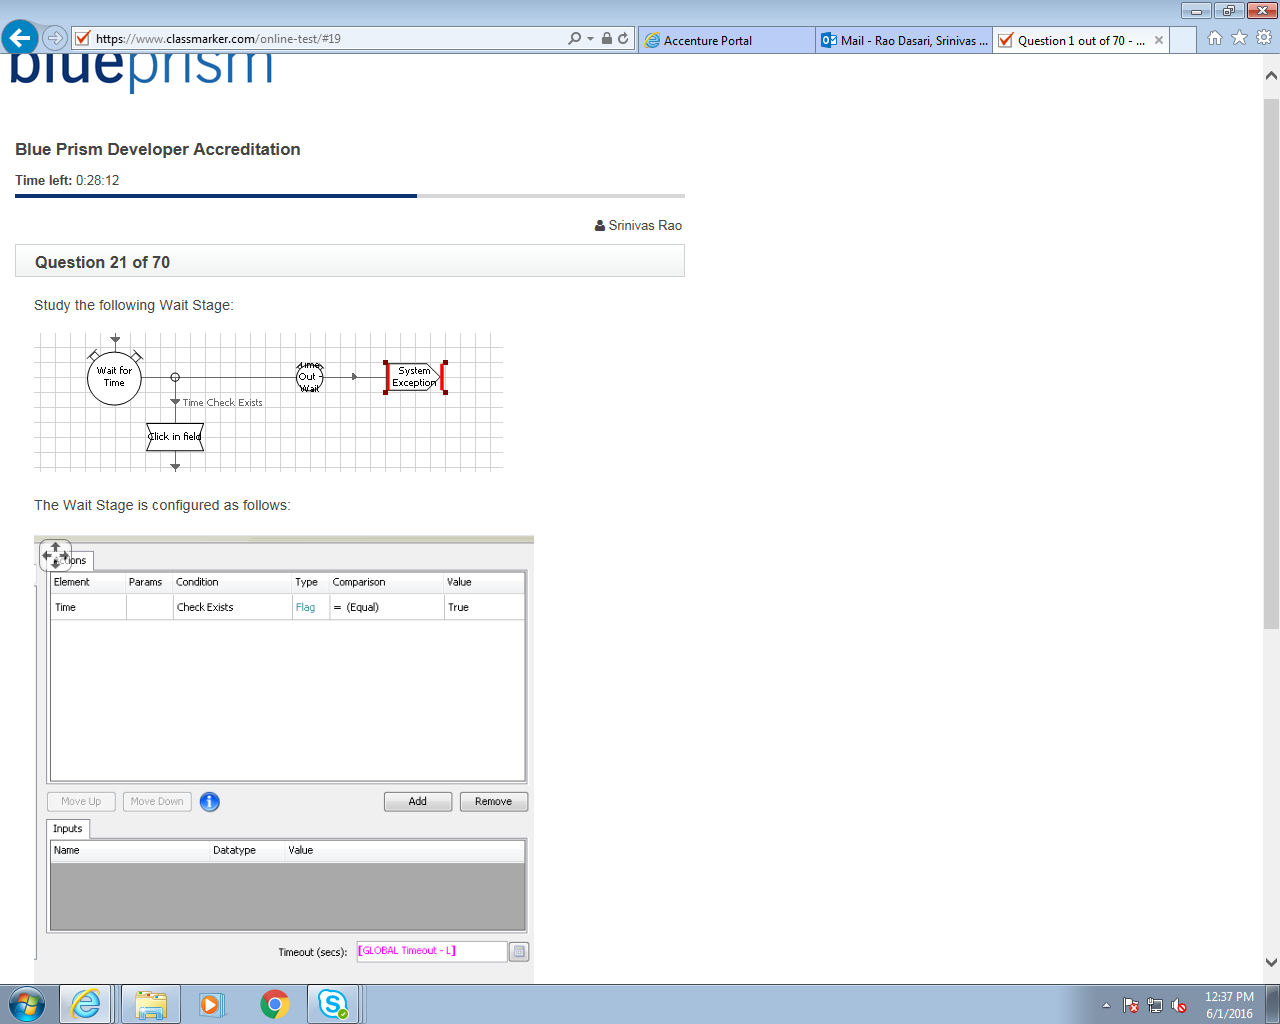 https://www.classmarker.com/online-test/#19
Accenture Portal
Mail - Rao Dasari, Srinivas ...
Question 1 out of 70 - ...
blueprism
Blue Prism Developer Accreditation
Time left: 0:28:12
Srinivas Rao
Question 21 of 70
Study the following Wait Stage:
Wait for
Time
Time
Out -
Wait
System
Exception
Time Check Exists
Click in field
The Wait Stage is configured as follows:
Actions
Element Params Condition Type Comparison Value
Time Check Exists Flag = (Equal) True
Move Up Move Down Add Remove
Inputs
Name Datatype Value
Timeout (secs): [GLOBAL Timeout - L]
12:37 PM
6/1/2016